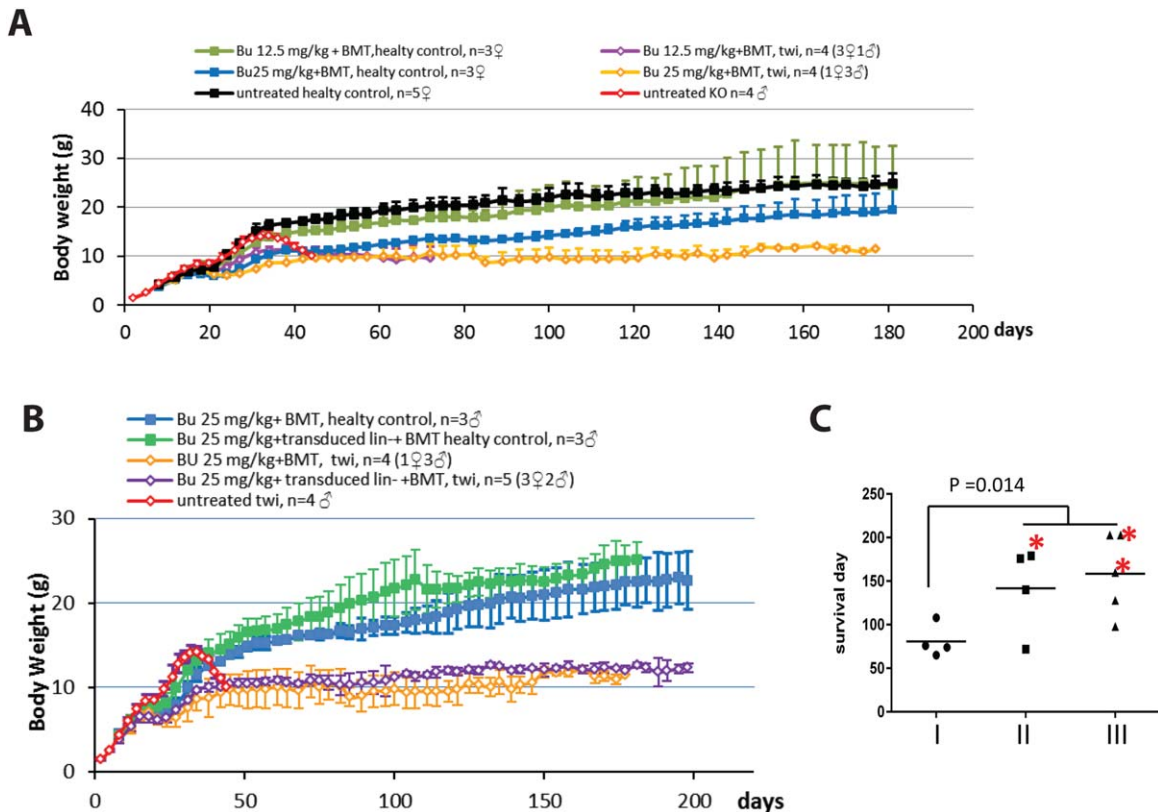 A
Bu 12.5 mg/kg + BMT,healty control, n=3♀
Bu 12.5 mg/kg+BMT, twi, n=4 (3♀1♂)
Bu25 mg/kg+BMT, healty control, n=3♀
Bu 25 mg/kg+BMT, twi, n=4 (1♀3♂)
untreated healty control, n=5♀
untreated KO n=4 ♂
Body weight (g)
40
30
20
10
0
0 20 40 60 80 100 120 140 160 180 200 days
B
Bu 25 mg/kg+ BMT, healty control, n=3♂
Bu 25 mg/kg+transduced lin-+ BMT healty control, n=3♂
BU 25 mg/kg+BMT, twi, n=4 (1♀3♂)
Bu 25 mg/kg+ transduced lin- +BMT, twi, n=5 (3♀2♂)
untreated twi, n=4 ♂
Body Weight (g)
30
20
10
0
0 50 100 150 200 days
C
P =0.014
survival day
250
200
150
100
50
0
* * *
I II III